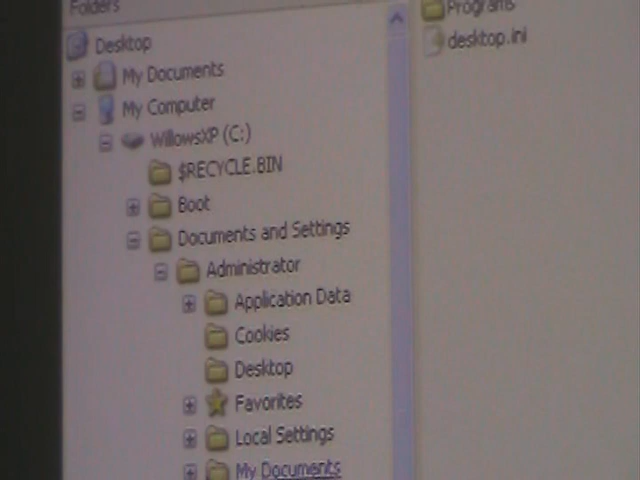 Folders
Desktop
My Documents
My Computer
WillowsXP (C:)
$RECYCLE.BIN
Boot
Documents and Settings
Administrator
Application Data
Cookies
Desktop
Favorites
Local Settings
My Documents
Programs
desktop.ini